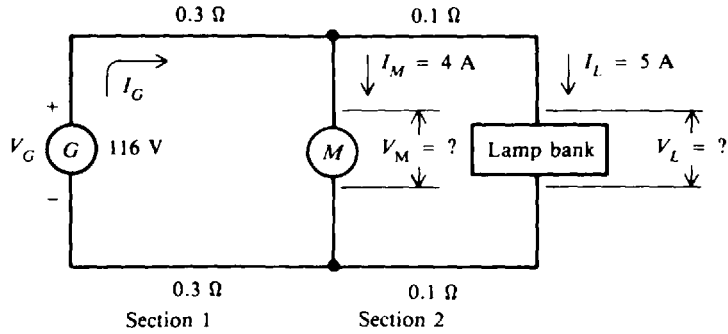 0.3 Ω 0.1 Ω
I_G I_M = 4 A I_L = 5 A
+
V_G G 116 V M V_M = ? Lamp bank V_L = ?
−
0.3 Ω 0.1 Ω
Section 1 Section 2